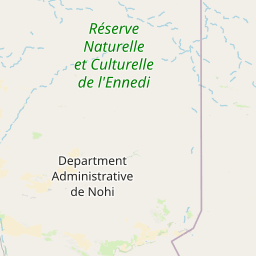 Réserve
Naturelle
et Culturelle
de l'Ennedi
Department
Administrative
de Nohi